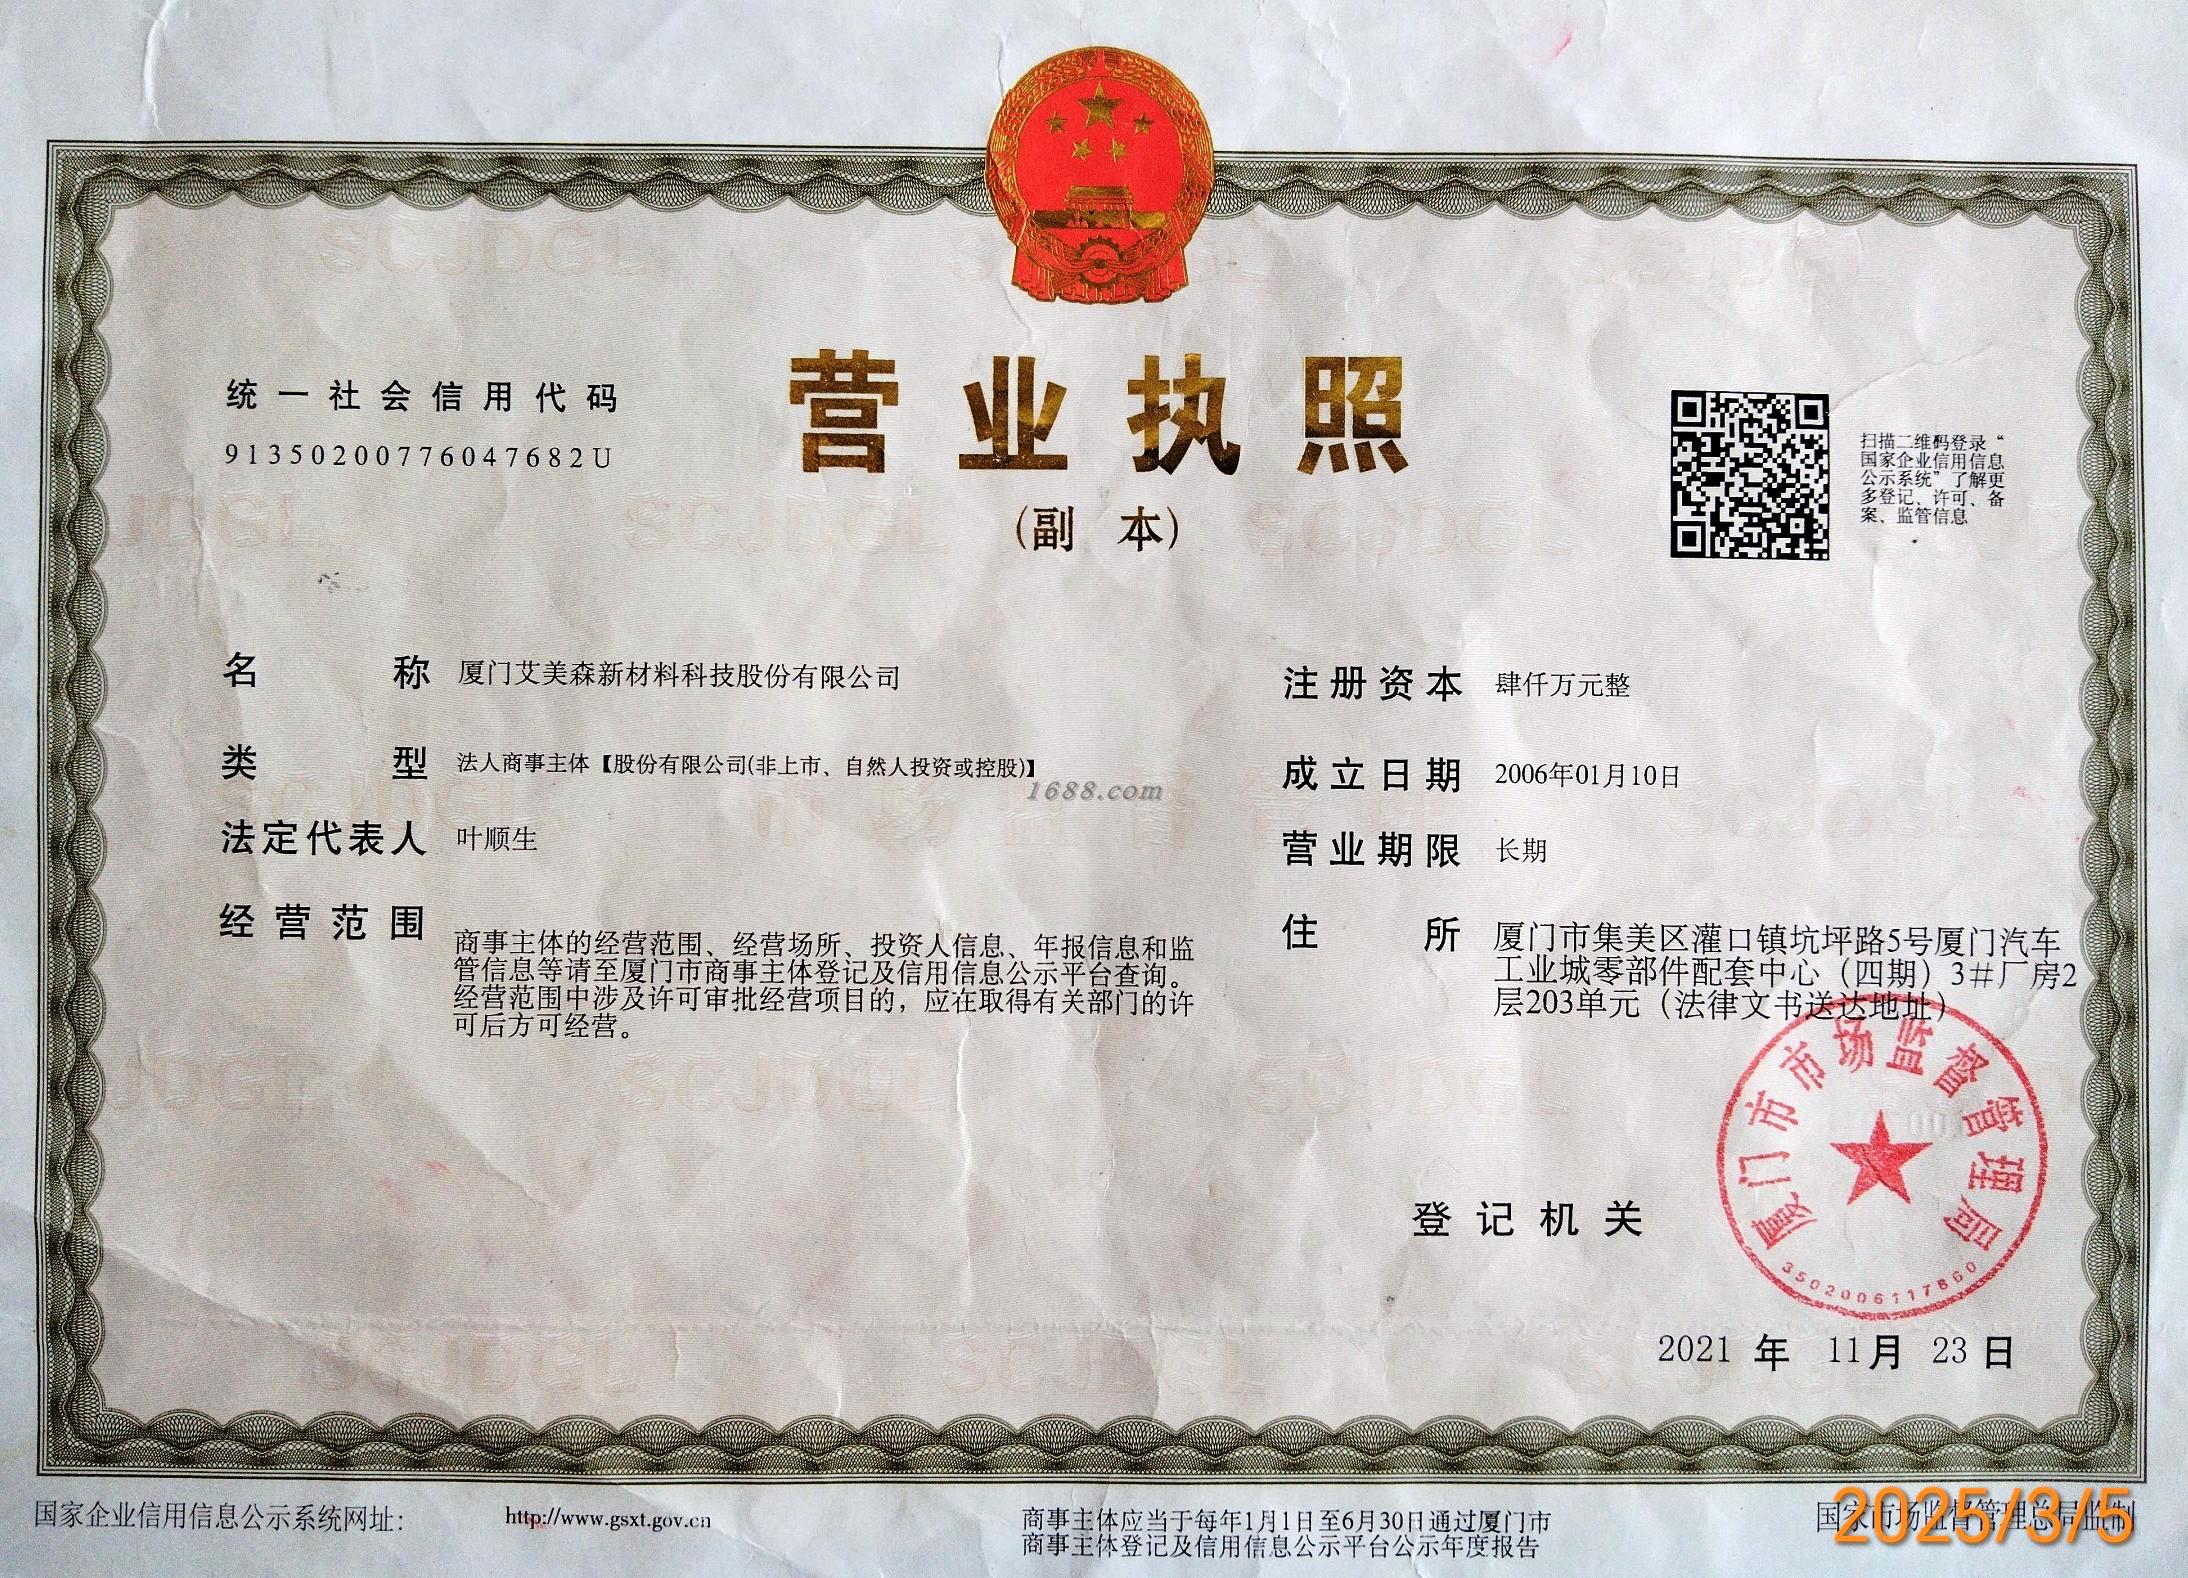 营业执照
(副 本)
统一社会信用代码
91350200776047682U
扫描二维码登录“
国家企业信用信息
公示系统”了解更
多登记、许可、备
案、监管信息
名 称 厦门艾美森新材料科技股份有限公司
类 型 法人商事主体【股份有限公司(非上市、自然人投资或控股)】
法定代表人 叶顺生
经营范围 商事主体的经营范围、经营场所、投资人信息、年报信息和监
管信息等请至厦门市商事主体登记及信用信息公示平台查询。
经营范围中涉及许可审批经营项目的，应在取得有关部门的许
可后方可经营。
1688.com
注册资本 肆仟万元整
成立日期 2006年01月10日
营业期限 长期
住 所 厦门市集美区灌口镇坑坪路5号厦门汽车
工业城零部件配套中心（四期）3#厂房2
层203单元（法律文书送达地址）
登记机关
厦门市市场监督管理局
3502006117860
2021 年 11月 23 日
国家企业信用信息公示系统网址: http://www.gsxt.gov.cn
商事主体应当于每年1月1日至6月30日通过厦门市
商事主体登记及信用信息公示平台公示年度报告
国家市场监督管理总局监制
2025/3/5
SCJDGL
SCJDGL
SCJDGL
SCJDGL